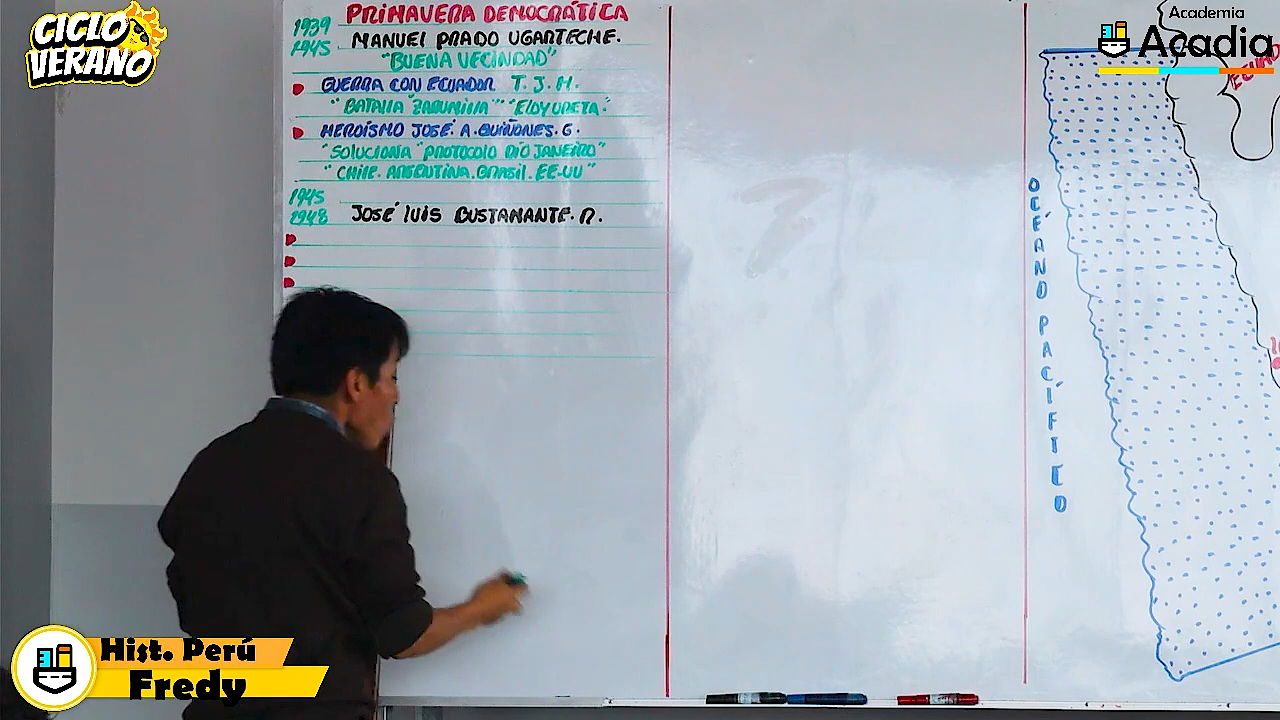 CICLO
VERANO
PRIMAVERA DEMOCRÁTICA
1939
1945
MANUEL PRADO UGARTECHE.
"BUENA VECINDAD"
GUERRA CON ECUADOR T. J. M.
"BATALLA ZARUMILLA" "ELOY URETA."
HEROÍSMO JOSÉ A. QUIÑONES. G.
"SOLUCIONA PROTOCOLO RÍO JANEIRO"
"CHILE. ARGENTINA. BRASIL. EE-UU"
1945
1948
JOSÉ LUIS BUSTAMANTE. R.
OCÉANO PACÍFICO
Academia
Acadia
Hist. Perú
Fredy